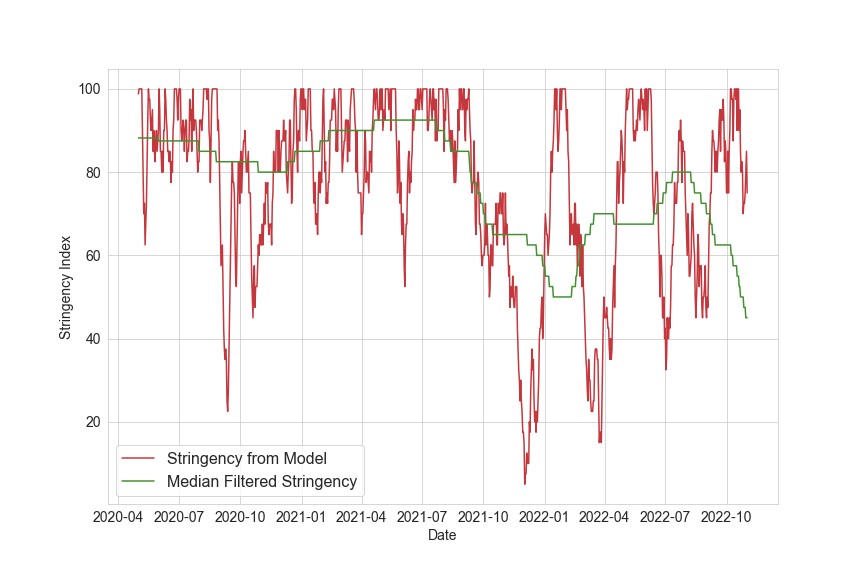 100
80
60
40
20
Stringency Index
Stringency from Model
Median Filtered Stringency
2020-04 2020-07 2020-10 2021-01 2021-04 2021-07 2021-10 2022-01 2022-04 2022-07 2022-10
Date